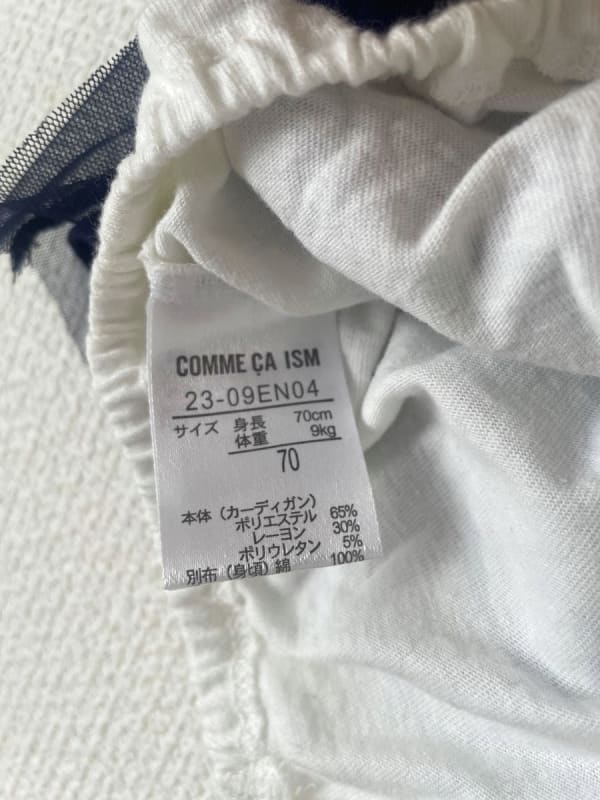 COMME ÇA ISM
23-09EN04
サイズ 身長 70cm
体重 9kg
70
本体（カーディガン）
ポリエステル 65%
レーヨン 30%
ポリウレタン 5%
別布（身頃）綿 100%